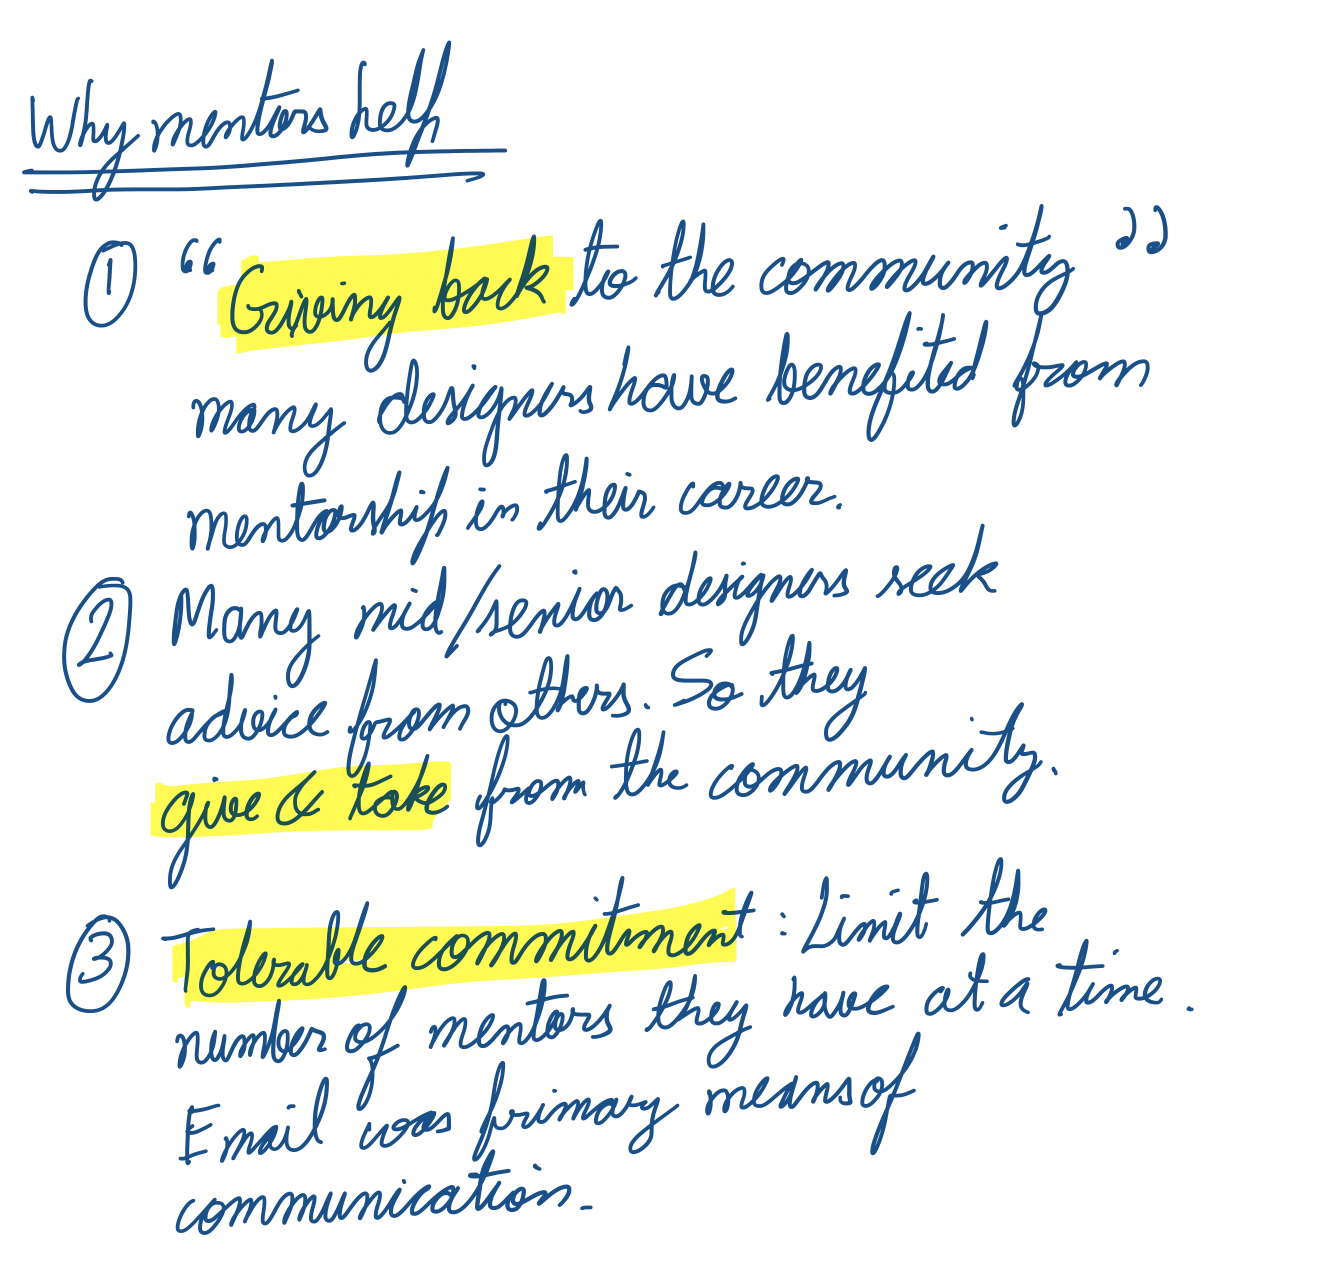 Why mentors help
① “Giving back to the community”
many designers have benefited from
mentorship in their career.
② Many mid/senior designers seek
advice from others. So they
give & take from the community.
③ Tolerable commitment: Limit the
number of mentors they have at a time.
Email was primary means of
communication.